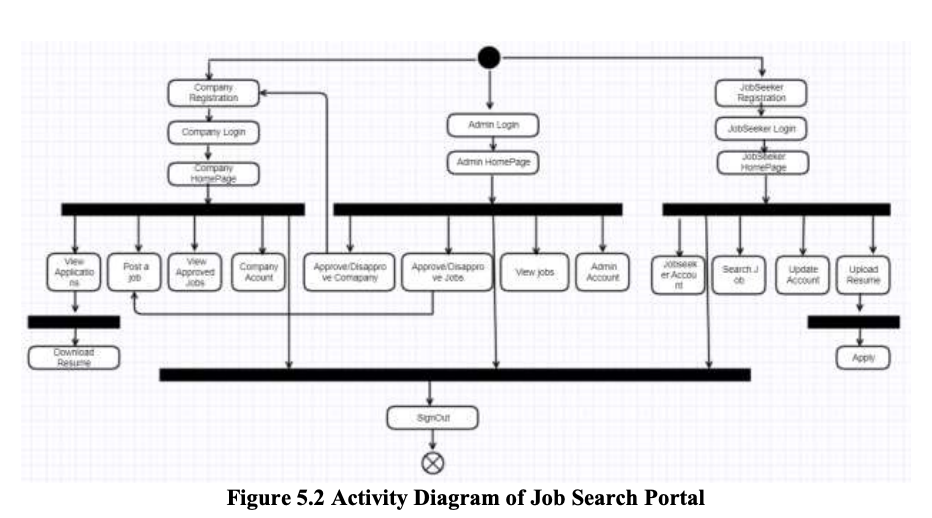 Company
Registration
Company Login
Company
HomePage
Admin Login
Admin HomePage
JobSeeker
Registration
JobSeeker Login
JobSeeker
HomePage
View
Applicatio
ns
Post a
job
View
Approved
Jobs
Company
Acount
Approve/Disappro
ve Comapany
Approve/Disappro
ve Jobs
View jobs
Admin
Account
Jobseek
er Accou
nt
Search J
ob
Update
Account
Upload
Resume
Download
Resume
Apply
SignOut
Figure 5.2 Activity Diagram of Job Search Portal